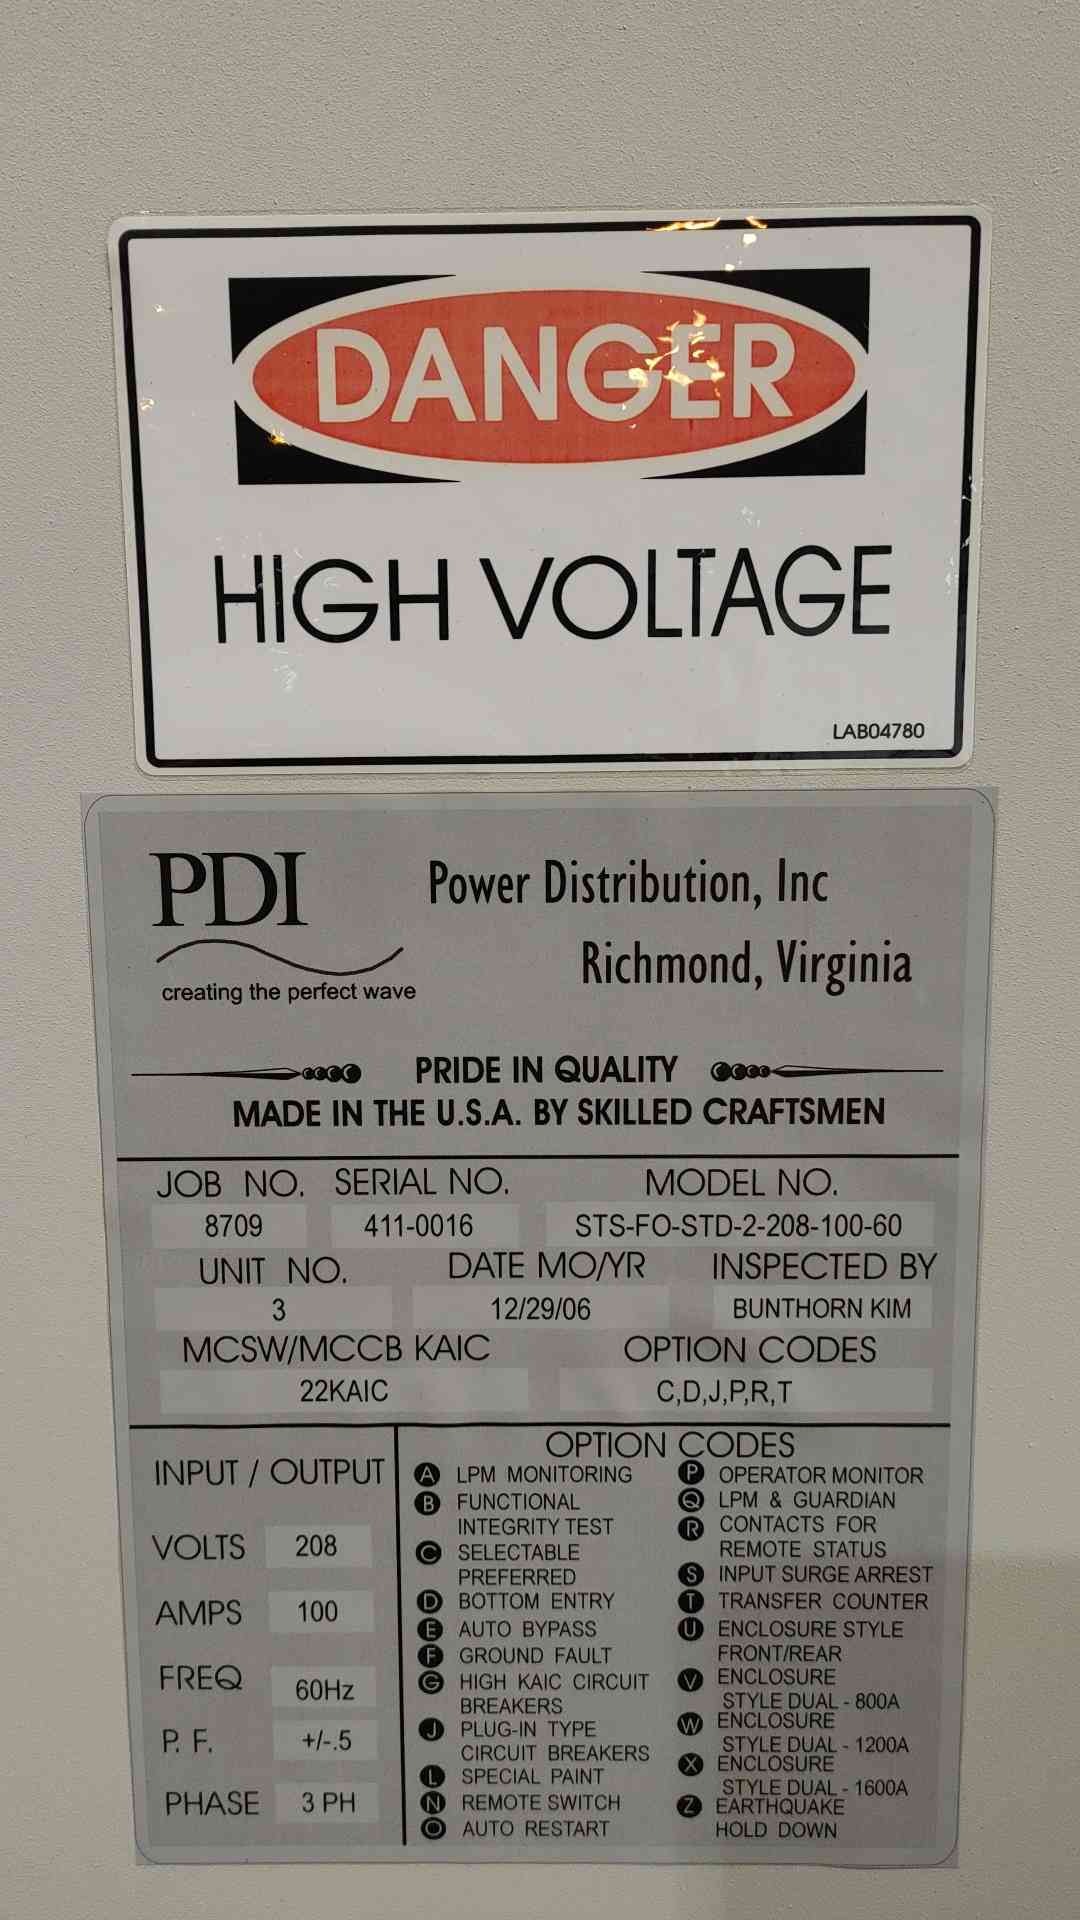 DANGER
HIGH VOLTAGE
LAB04780
PDI
creating the perfect wave
Power Distribution, Inc
Richmond, Virginia
PRIDE IN QUALITY
MADE IN THE U.S.A. BY SKILLED CRAFTSMEN
JOB NO. SERIAL NO. MODEL NO.
8709 411-0016 STS-FO-STD-2-208-100-60
UNIT NO. DATE MO/YR INSPECTED BY
3 12/29/06 BUNTHORN KIM
MCSW/MCCB KAIC OPTION CODES
22KAIC C,D,J,P,R,T
INPUT / OUTPUT
VOLTS 208
AMPS 100
FREQ 60Hz
P. F. +/-.5
PHASE 3 PH
OPTION CODES
A LPM MONITORING
B FUNCTIONAL
INTEGRITY TEST
C SELECTABLE
PREFERRED
D BOTTOM ENTRY
E AUTO BYPASS
F GROUND FAULT
G HIGH KAIC CIRCUIT
BREAKERS
J PLUG-IN TYPE
CIRCUIT BREAKERS
L SPECIAL PAINT
N REMOTE SWITCH
O AUTO RESTART
P OPERATOR MONITOR
Q LPM & GUARDIAN
R CONTACTS FOR
REMOTE STATUS
S INPUT SURGE ARREST
T TRANSFER COUNTER
U ENCLOSURE STYLE
FRONT/REAR
V ENCLOSURE
STYLE DUAL - 800A
W ENCLOSURE
STYLE DUAL - 1200A
X ENCLOSURE
STYLE DUAL - 1600A
Z EARTHQUAKE
HOLD DOWN